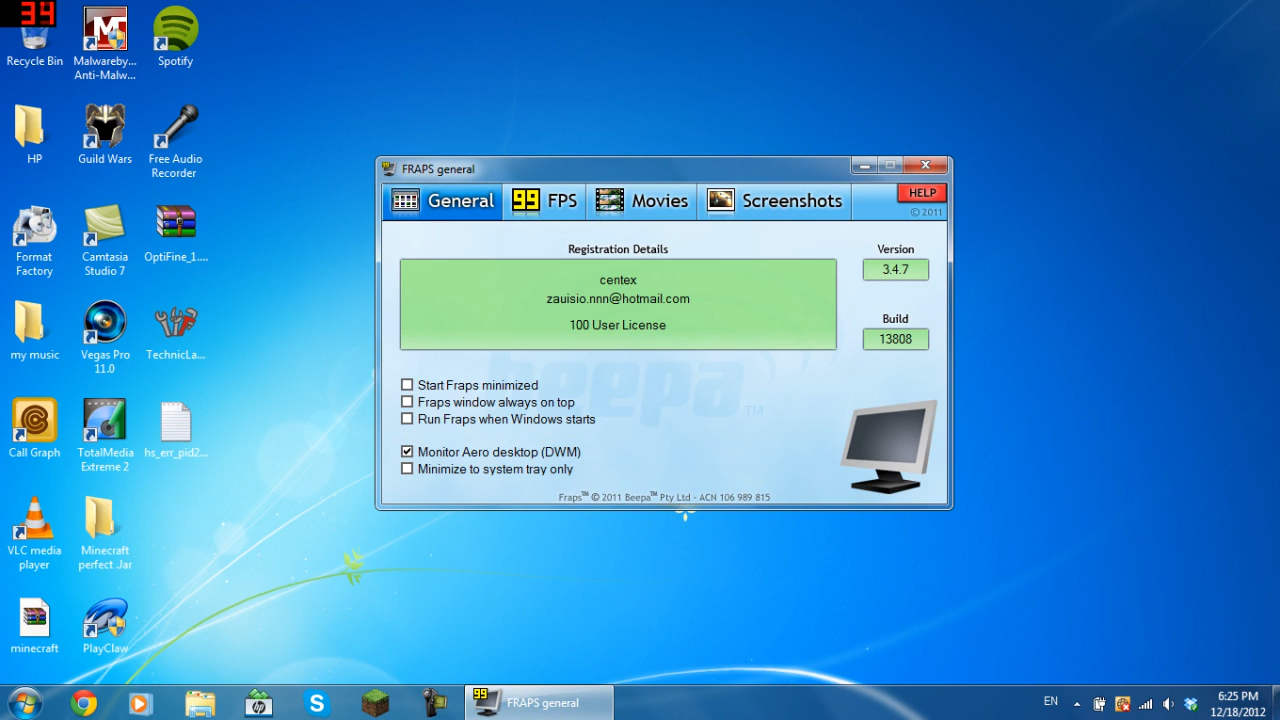 34
Recycle Bin
Malwareby...
Anti-Malw...
Spotify
HP
Guild Wars
Free Audio
Recorder
Format
Factory
Camtasia
Studio 7
OptiFine_1....
my music
Vegas Pro
11.0
TechnicLa...
Call Graph
TotalMedia
Extreme 2
hs_err_pid2...
VLC media
player
Minecraft
perfect Jar
minecraft
PlayClaw
99 FRAPS general
General
99 FPS
Movies
Screenshots
HELP
© 2011
Registration Details
centex
zauisio.nnn@hotmail.com
100 User License
Version
3.4.7
Build
13808
beepa™
Start Fraps minimized
Fraps window always on top
Run Fraps when Windows starts
Monitor Aero desktop (DWM)
Minimize to system tray only
Fraps™ © 2011 Beepa™ Pty Ltd - ACN 106 989 815
hp
99 FRAPS general
EN
6:25 PM
12/18/2012